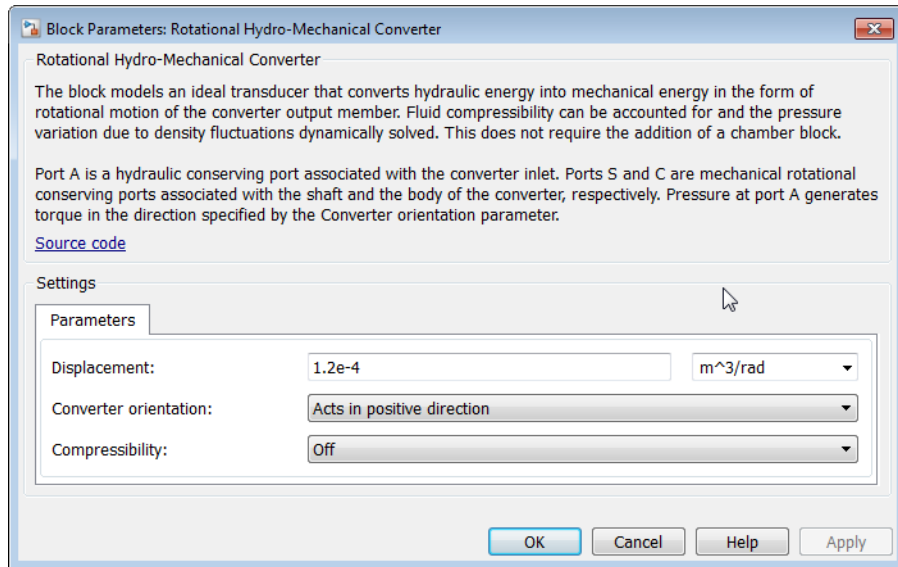 Block Parameters: Rotational Hydro-Mechanical Converter
Rotational Hydro-Mechanical Converter
The block models an ideal transducer that converts hydraulic energy into mechanical energy in the form of
rotational motion of the converter output member. Fluid compressibility can be accounted for and the pressure
variation due to density fluctuations dynamically solved. This does not require the addition of a chamber block.
Port A is a hydraulic conserving port associated with the converter inlet. Ports S and C are mechanical rotational
conserving ports associated with the shaft and the body of the converter, respectively. Pressure at port A generates
torque in the direction specified by the Converter orientation parameter.
Source code
Settings
Parameters
Displacement: 1.2e-4 m^3/rad
Converter orientation: Acts in positive direction
Compressibility: Off
OK Cancel Help Apply